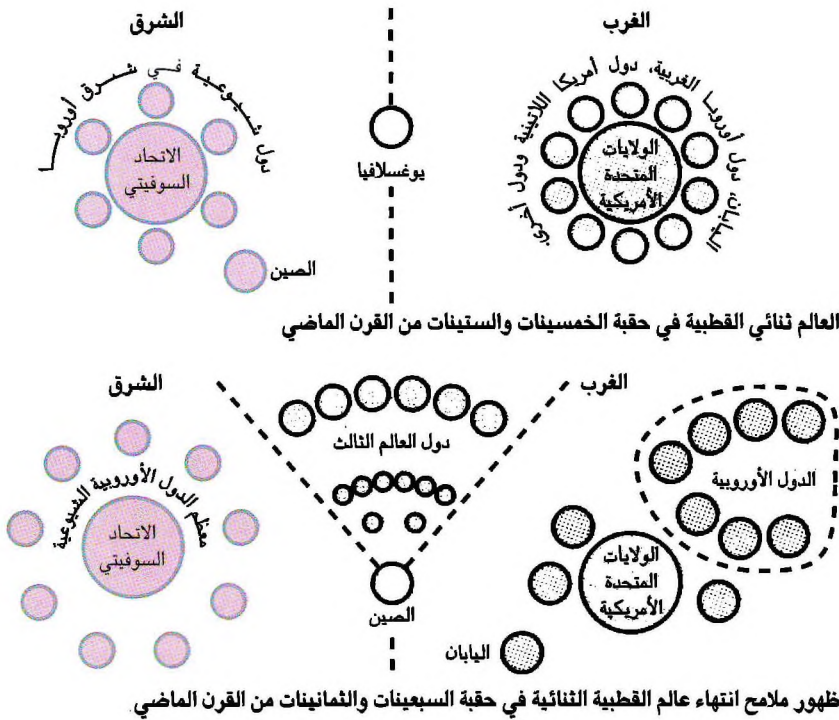 الشرق
الغرب
دول شيوعية في شرق أوروبا
الاتحاد
السوفيتي
الصين
يوغسلافيا
اليابان، دول أوروبا الغربية، دول أمريكا اللاتينية ودول أخرى.
الولايات
المتحدة
الأمريكية
العالم ثنائي القطبية في حقبة الخمسينات والستينات من القرن الماضي
الشرق
الغرب
معظم الدول الأوروبية الشيوعية
الاتحاد
السوفيتي
دول العالم الثالث
الصين
الدول الأوروبية
الولايات
المتحدة
الأمريكية
اليابان
ظهور ملامح انتهاء عالم القطبية الثنائية في حقبة السبعينات والثمانينات من القرن الماضي